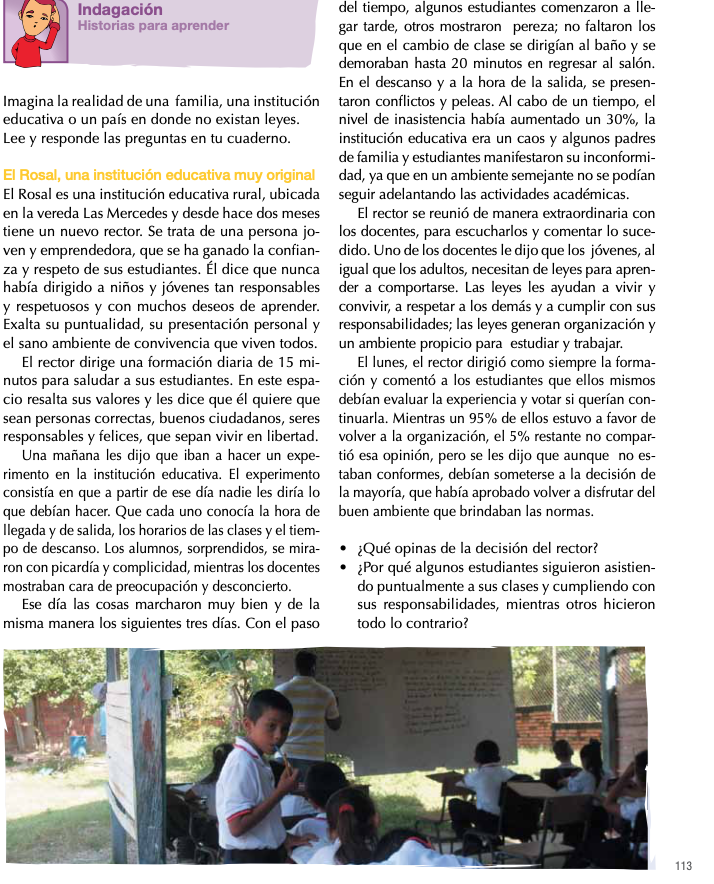 Indagación
Historias para aprender
Imagina la realidad de una familia, una institución
educativa o un país en donde no existan leyes.
Lee y responde las preguntas en tu cuaderno.
El Rosal, una institución educativa muy original
El Rosal es una institución educativa rural, ubicada
en la vereda Las Mercedes y desde hace dos meses
tiene un nuevo rector. Se trata de una persona jo-
ven y emprendedora, que se ha ganado la confian-
za y respeto de sus estudiantes. Él dice que nunca
había dirigido a niños y jóvenes tan responsables
y respetuosos y con muchos deseos de aprender.
Exalta su puntualidad, su presentación personal y
el sano ambiente de convivencia que viven todos.
El rector dirige una formación diaria de 15 mi-
nutos para saludar a sus estudiantes. En este espa-
cio resalta sus valores y les dice que él quiere que
sean personas correctas, buenos ciudadanos, seres
responsables y felices, que sepan vivir en libertad.
Una mañana les dijo que iban a hacer un expe-
rimento en la institución educativa. El experimento
consistía en que a partir de ese día nadie les diría lo
que debían hacer. Que cada uno conocía la hora de
llegada y de salida, los horarios de las clases y el tiem-
po de descanso. Los alumnos, sorprendidos, se mira-
ron con picardía y complicidad, mientras los docentes
mostraban cara de preocupación y desconcierto.
Ese día las cosas marcharon muy bien y de la
misma manera los siguientes tres días. Con el paso
del tiempo, algunos estudiantes comenzaron a lle-
gar tarde, otros mostraron pereza; no faltaron los
que en el cambio de clase se dirigían al baño y se
demoraban hasta 20 minutos en regresar al salón.
En el descanso y a la hora de la salida, se presen-
taron conflictos y peleas. Al cabo de un tiempo, el
nivel de inasistencia había aumentado un 30%, la
institución educativa era un caos y algunos padres
de familia y estudiantes manifestaron su inconformi-
dad, ya que en un ambiente semejante no se podían
seguir adelantando las actividades académicas.
El rector se reunió de manera extraordinaria con
los docentes, para escucharlos y comentar lo suce-
dido. Uno de los docentes le dijo que los jóvenes, al
igual que los adultos, necesitan de leyes para apren-
der a comportarse. Las leyes les ayudan a vivir y
convivir, a respetar a los demás y a cumplir con sus
responsabilidades; las leyes generan organización y
un ambiente propicio para estudiar y trabajar.
El lunes, el rector dirigió como siempre la forma-
ción y comentó a los estudiantes que ellos mismos
debían evaluar la experiencia y votar si querían con-
tinuarla. Mientras un 95% de ellos estuvo a favor de
volver a la organización, el 5% restante no compar-
tió esa opinión, pero se les dijo que aunque no es-
taban conformes, debían someterse a la decisión de
la mayoría, que había aprobado volver a disfrutar del
buen ambiente que brindaban las normas.
• ¿Qué opinas de la decisión del rector?
• ¿Por qué algunos estudiantes siguieron asistien-
do puntualmente a sus clases y cumpliendo con
sus responsabilidades, mientras otros hicieron
todo lo contrario?
113